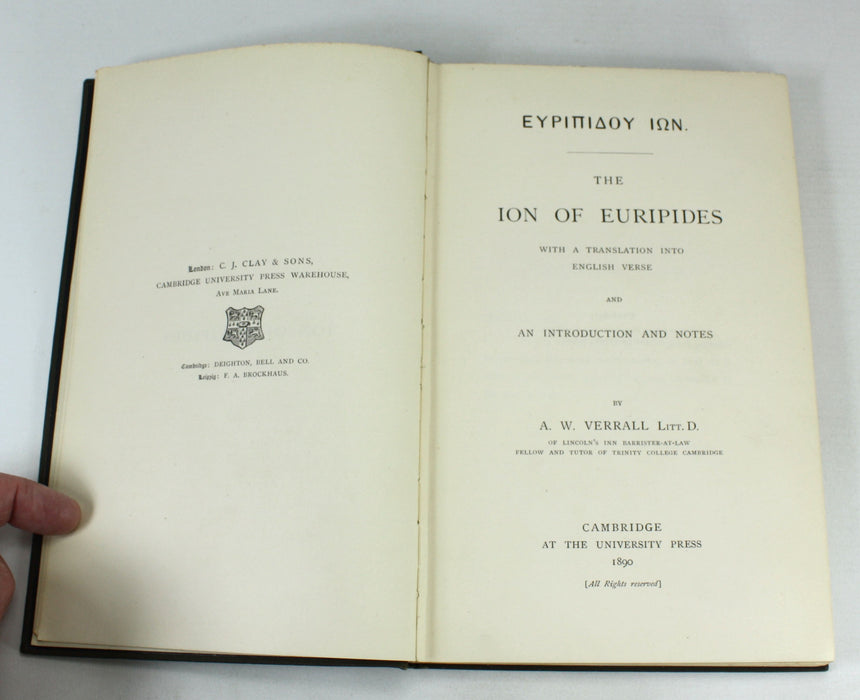 London: C. J. CLAY & SONS,
CAMBRIDGE UNIVERSITY PRESS WAREHOUSE,
AVE MARIA LANE.
Cambridge: DEIGHTON, BELL AND CO.
Leipzig: F. A. BROCKHAUS.
ΕΥΡΙΠΙΔΟΥ ΙΩΝ.
THE
ION OF EURIPIDES
WITH A TRANSLATION INTO
ENGLISH VERSE
AND
AN INTRODUCTION AND NOTES
BY
A. W. VERRALL LITT. D.
OF LINCOLN'S INN BARRISTER-AT-LAW
FELLOW AND TUTOR OF TRINITY COLLEGE CAMBRIDGE
CAMBRIDGE
AT THE UNIVERSITY PRESS
1890
[All Rights reserved]